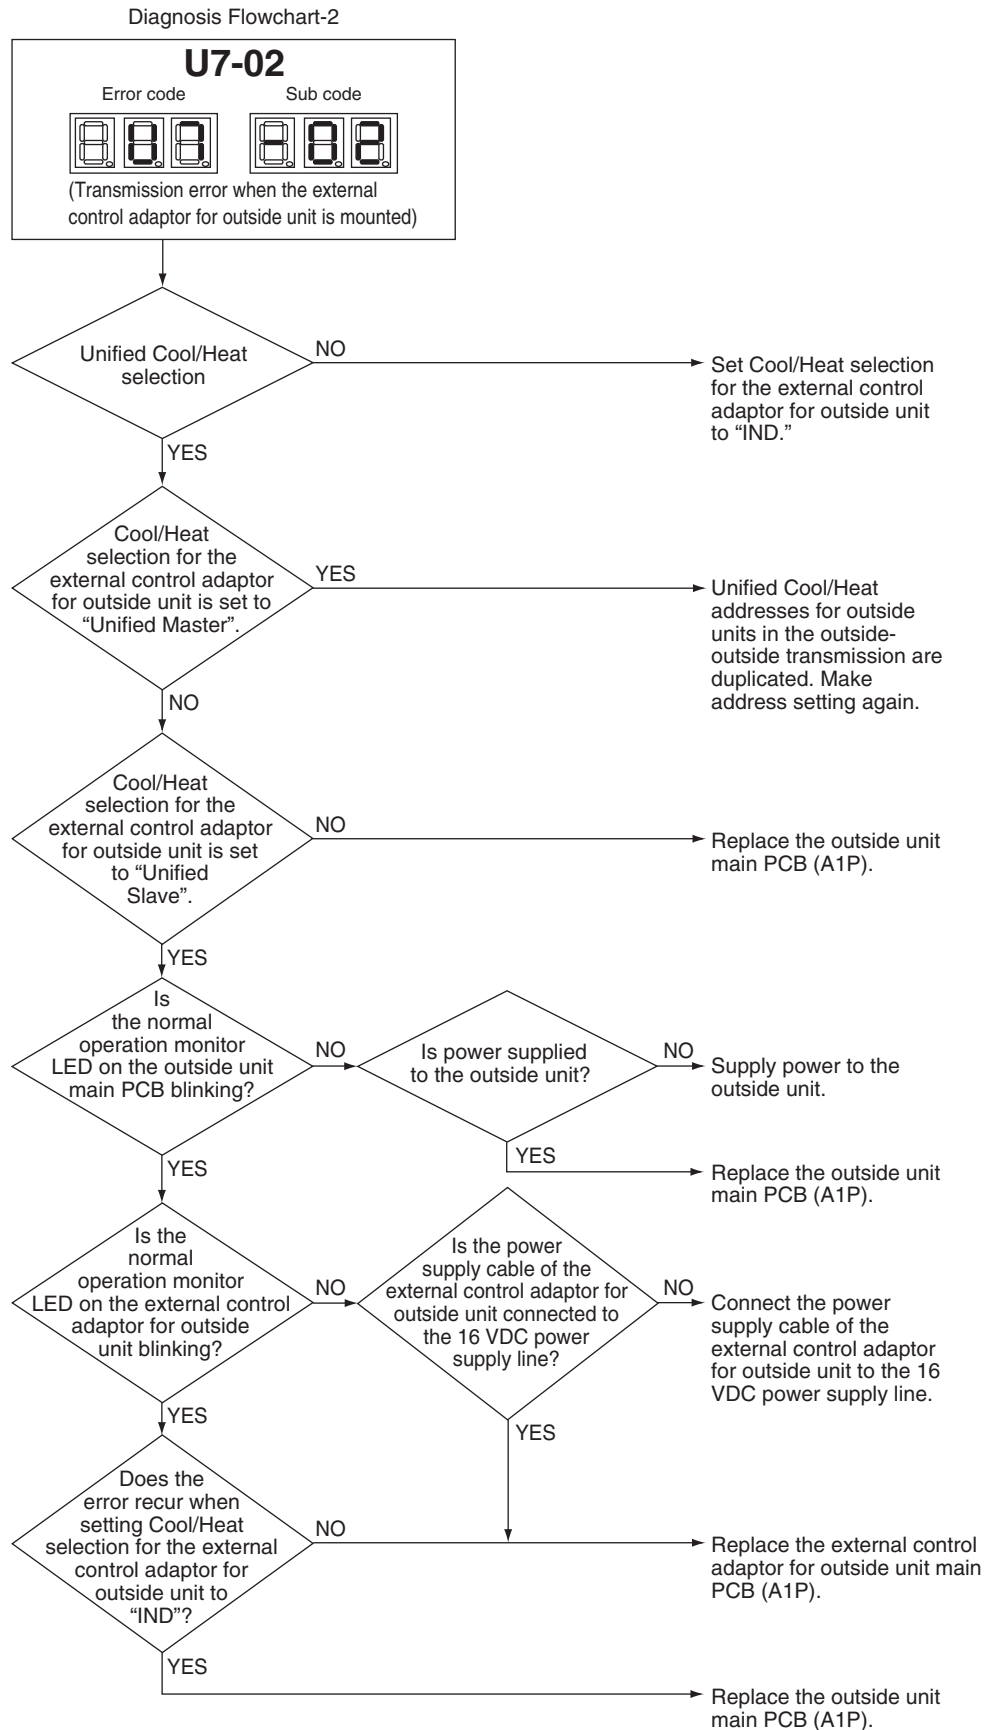 Diagnosis Flowchart-2
U7-02
Error code
Sub code
U7
-02
(Transmission error when the external
control adaptor for outside unit is mounted)
Unified Cool/Heat
selection
NO
Set Cool/Heat selection
for the external control
adaptor for outside unit
to “IND.”
YES
Cool/Heat
selection for the
external control adaptor
for outside unit is set to
“Unified Master”.
YES
Unified Cool/Heat
addresses for outside
units in the outside-
outside transmission are
duplicated. Make
address setting again.
NO
Cool/Heat
selection for the
external control adaptor
for outside unit is set
to “Unified
Slave”.
NO
Replace the outside unit
main PCB (A1P).
YES
Is
the normal
operation monitor
LED on the outside unit
main PCB blinking?
NO
Is power supplied
to the outside unit?
NO
Supply power to the
outside unit.
YES
Replace the outside unit
main PCB (A1P).
YES
Is the
normal
operation monitor
LED on the external control
adaptor for outside
unit blinking?
NO
Is the power
supply cable of the
external control adaptor for
outside unit connected to
the 16 VDC power
supply line?
NO
Connect the power
supply cable of the
external control adaptor
for outside unit to the 16
VDC power supply line.
YES
YES
Does the
error recur when
setting Cool/Heat
selection for the external
control adaptor for
outside unit to
“IND”?
NO
Replace the external control
adaptor for outside unit main
PCB (A1P).
YES
Replace the outside unit
main PCB (A1P).